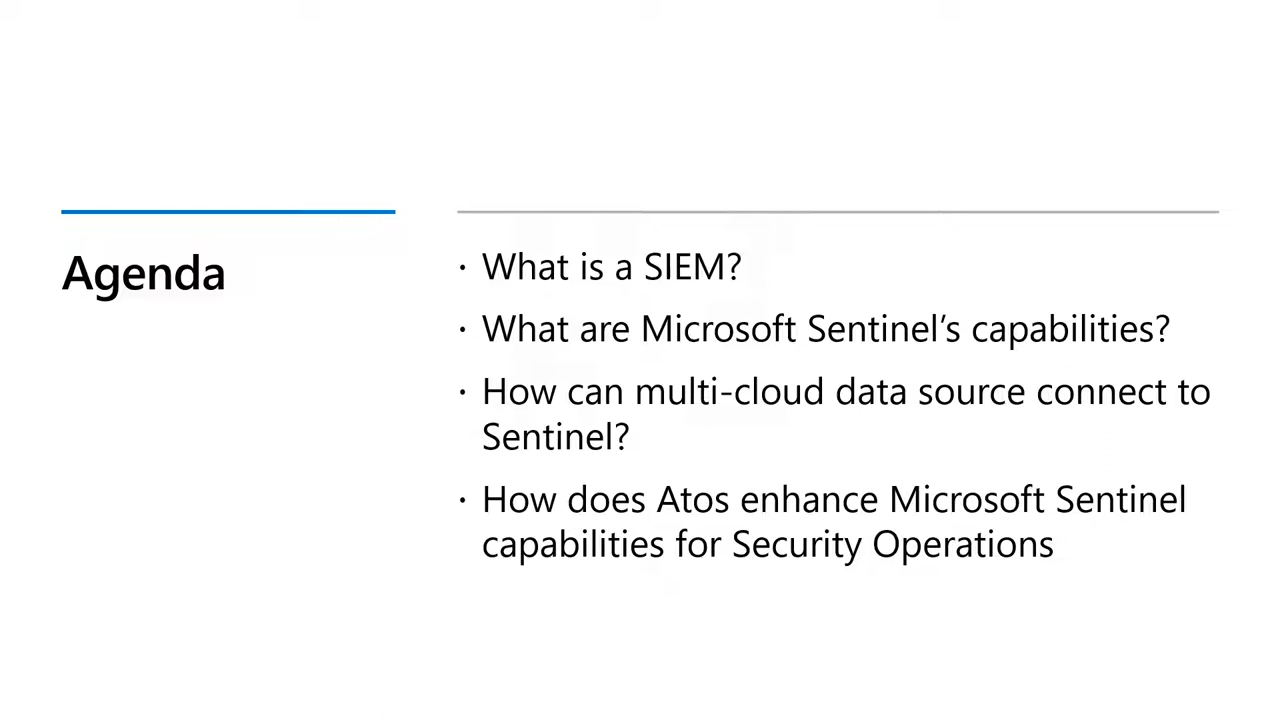 Agenda
· What is a SIEM?
· What are Microsoft Sentinel’s capabilities?
· How can multi-cloud data source connect to
Sentinel?
· How does Atos enhance Microsoft Sentinel
capabilities for Security Operations